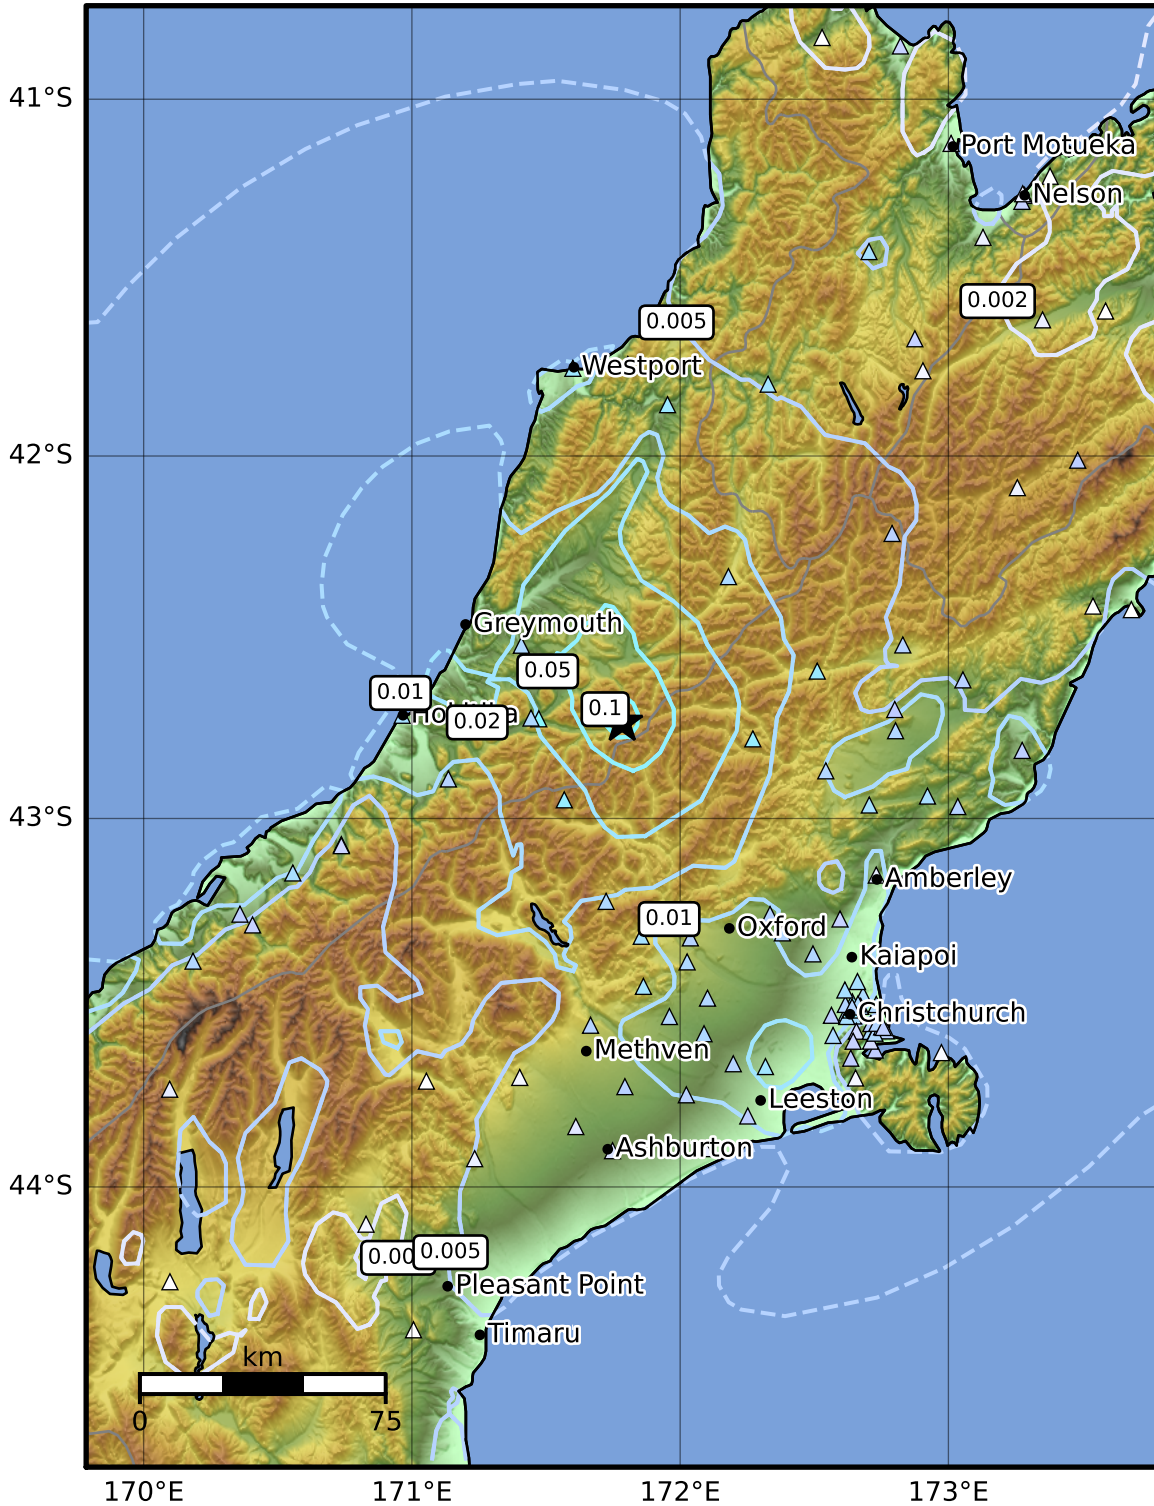 41°S
Port Motueka
Nelson
0.002
0.005
Westport
42°S
Greymouth
0.05
0.01
0.1
0.02
43°S
Amberley
0.01
Oxford
Kaiapoi
Christchurch
Methven
Leeston
Ashburton
44°S
0.005
Pleasant Point
Timaru
km
0
75
170°E
171°E
172°E
173°E